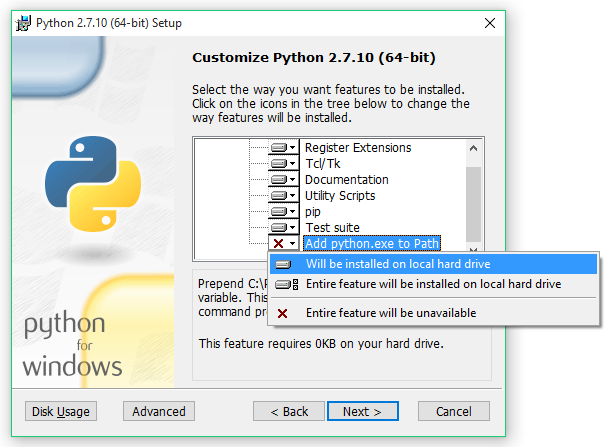 Python 2.7.10 (64-bit) Setup
Customize Python 2.7.10 (64-bit)
Select the way you want features to be installed.
Click on the icons in the tree below to change the
way features will be installed.
Register Extensions
Tcl/Tk
Documentation
Utility Scripts
pip
Test suite
Add python.exe to Path
Will be installed on local hard drive
Entire feature will be installed on local hard drive
Entire feature will be unavailable
Prepend C:\
variable. This
command
This feature requires 0KB on your hard drive.
python
for
windows
Disk Usage
Advanced
< Back
Next >
Cancel